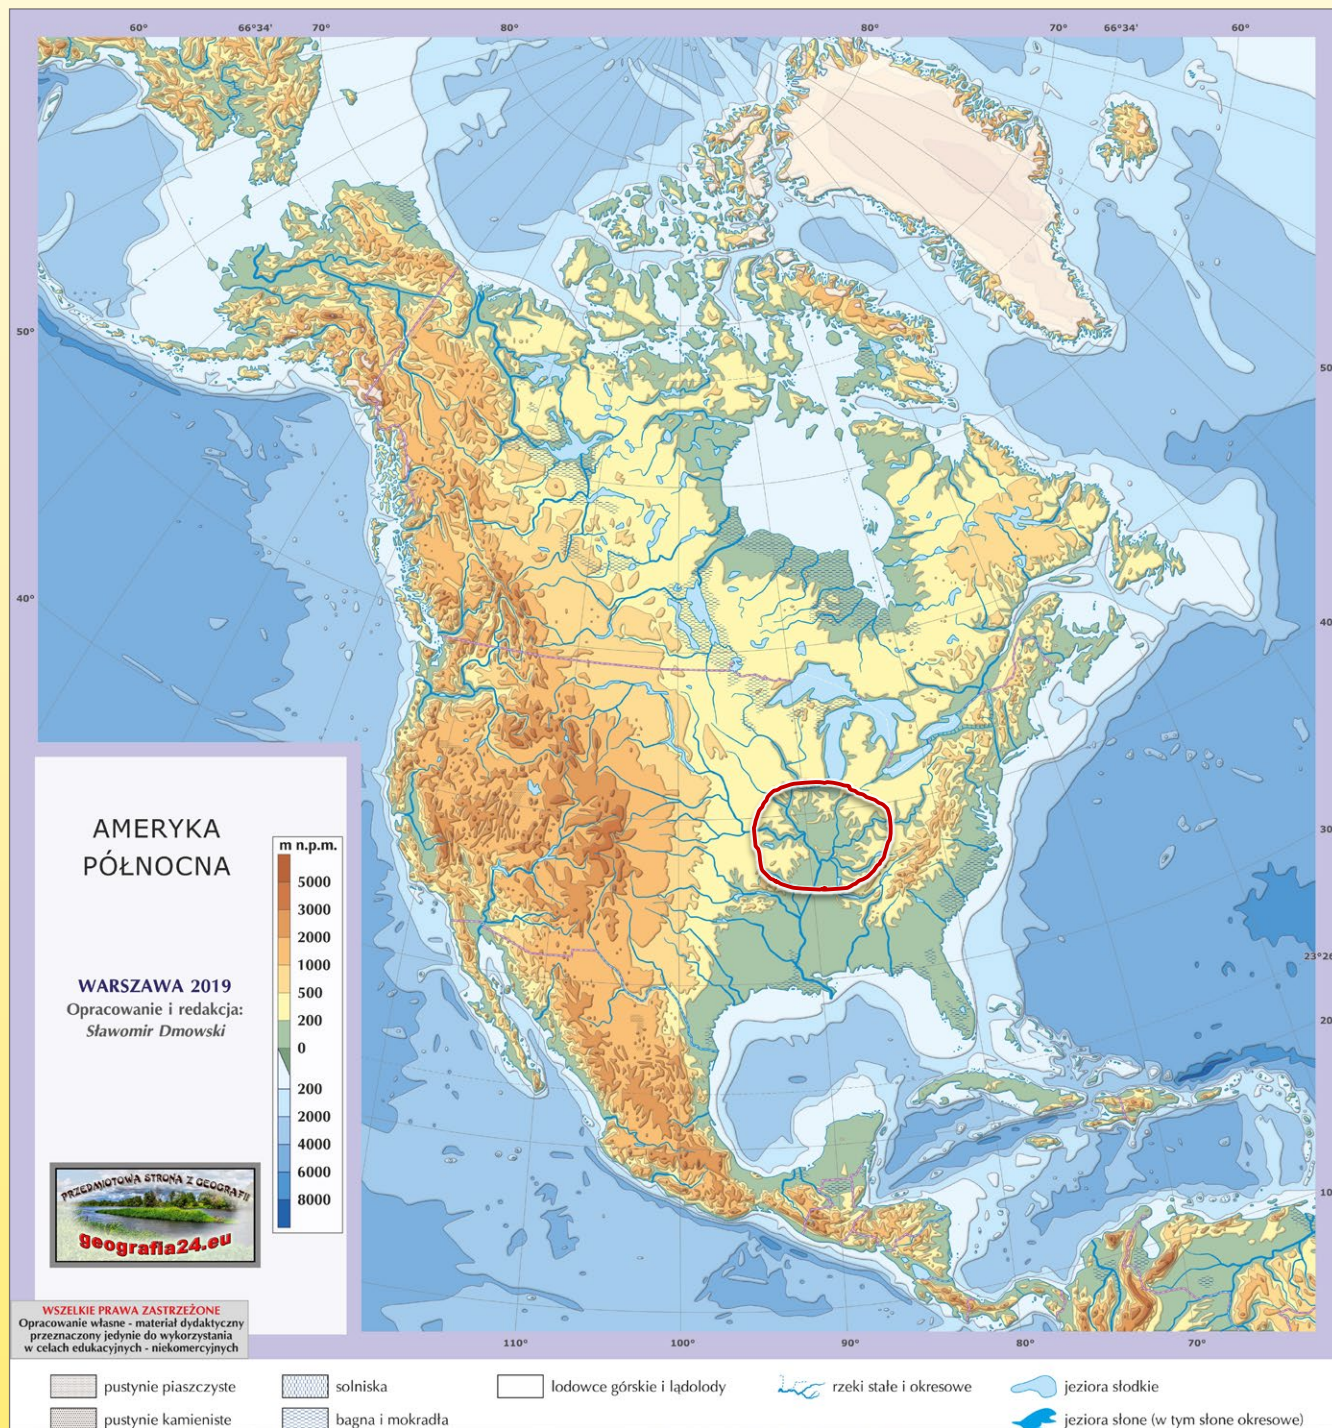 60°
66°34'
70°
80°
80°
70°
66°34'
60°
50°
50
40°
40
30
23°26
20
10
AMERYKA
PÓŁNOCNA
WARSZAWA 2019
Opracowanie i redakcja:
Sławomir Dmowski
m n.p.m.
5000
3000
2000
1000
500
200
0
200
2000
4000
6000
8000
PRZEDMIOTOWA STRONA Z GEOGRAFII
geografia24.eu
WSZELKIE PRAWA ZASTRZEŻONE
Opracowanie własne - materiał dydaktyczny
przeznaczony jedynie do wykorzystania
w celach edukacyjnych - niekomercyjnych
110°
100°
90°
80°
70°
pustynie piaszczyste
solniska
lodowce górskie i lądolody
rzeki stałe i okresowe
jeziora słodkie
pustynie kamieniste
bagna i mokradła
jeziora słone (w tym słone okresowe)